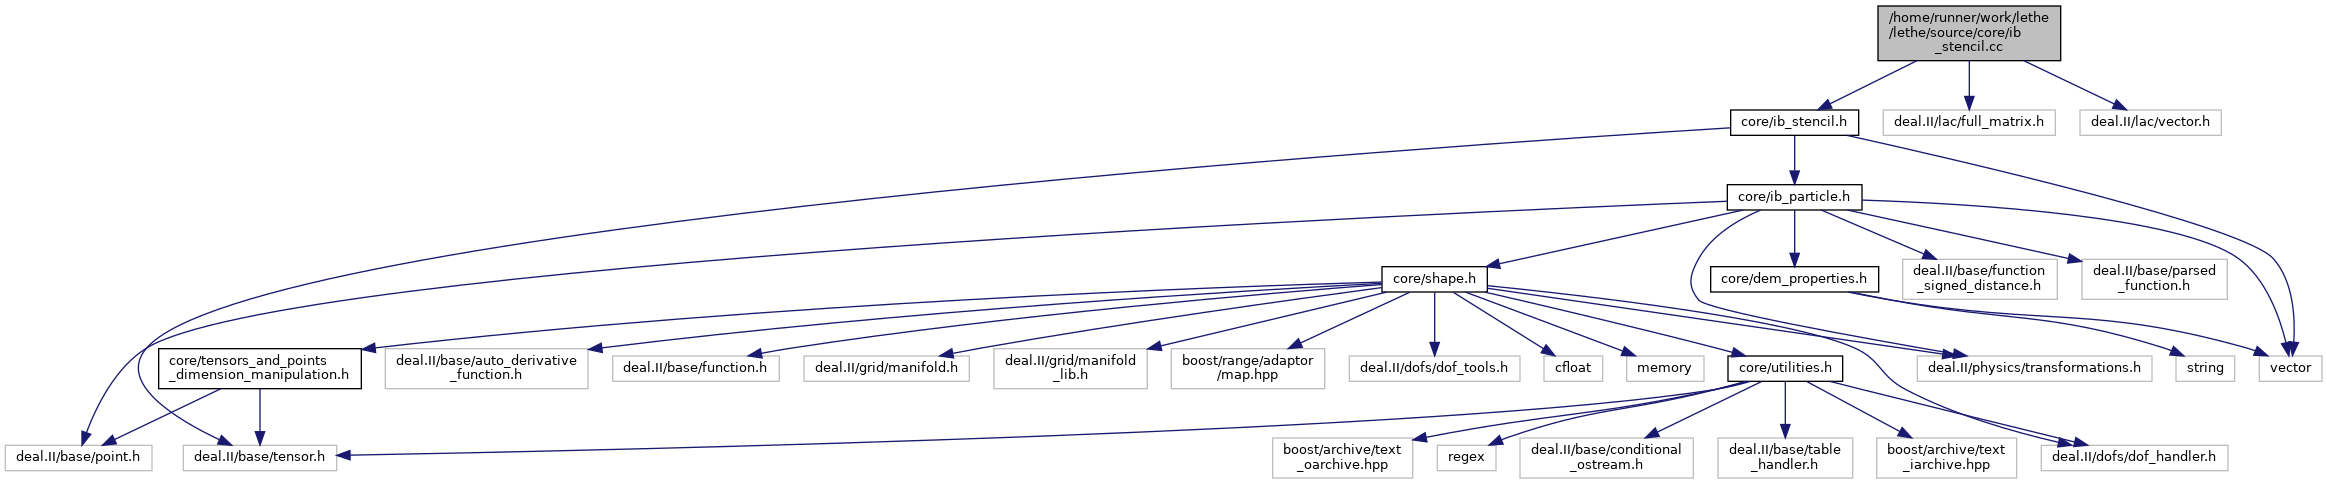 /home/runner/work/lethe
/lethe/source/core/ib
_stencil.cc
core/ib_stencil.h
deal.II/lac/full_matrix.h
deal.II/lac/vector.h
core/ib_particle.h
core/shape.h
core/dem_properties.h
deal.II/base/function
_signed_distance.h
deal.II/base/parsed
_function.h
core/tensors_and_points
_dimension_manipulation.h
deal.II/base/auto_derivative
_function.h
deal.II/base/function.h
deal.II/grid/manifold.h
deal.II/grid/manifold
_lib.h
boost/range/adaptor
/map.hpp
deal.II/dofs/dof_tools.h
cfloat
memory
core/utilities.h
deal.II/physics/transformations.h
string
vector
deal.II/base/point.h
deal.II/base/tensor.h
boost/archive/text
_oarchive.hpp
regex
deal.II/base/conditional
_ostream.h
deal.II/base/table
_handler.h
boost/archive/text
_iarchive.hpp
deal.II/dofs/dof_handler.h